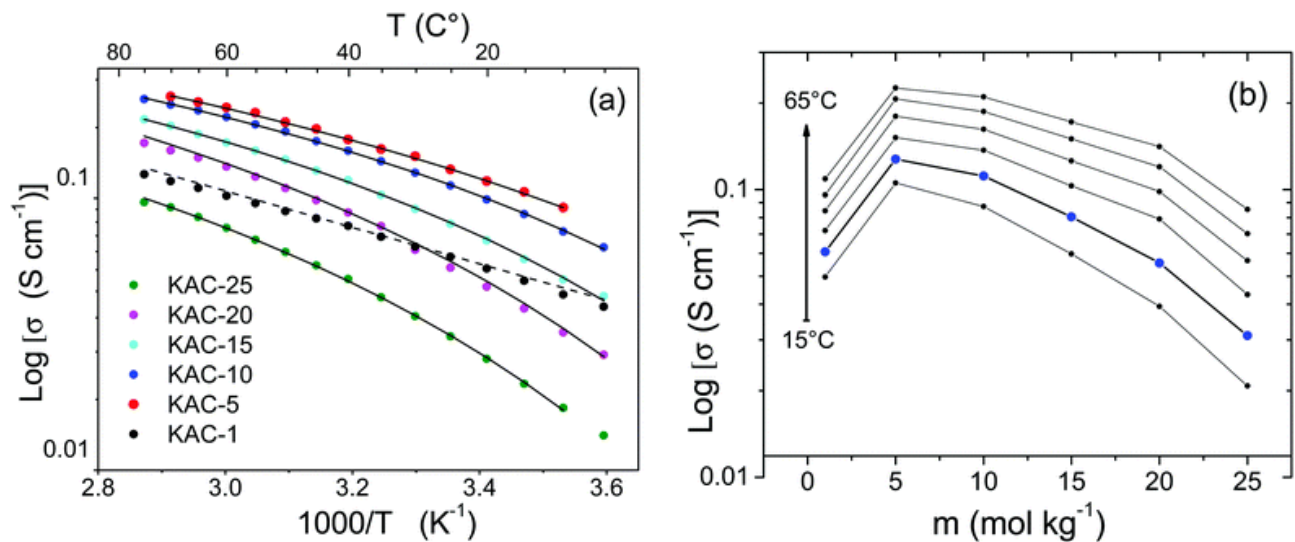 T (C°)
80 60 40 20
(a)
0.1
0.01
Log [σ (S cm⁻¹)]
KAC-25
KAC-20
KAC-15
KAC-10
KAC-5
KAC-1
2.8 3.0 3.2 3.4 3.6
1000/T (K⁻¹)
(b)
65°C
15°C
0.1
0.01
Log [σ (S cm⁻¹)]
0 5 10 15 20 25
m (mol kg⁻¹)